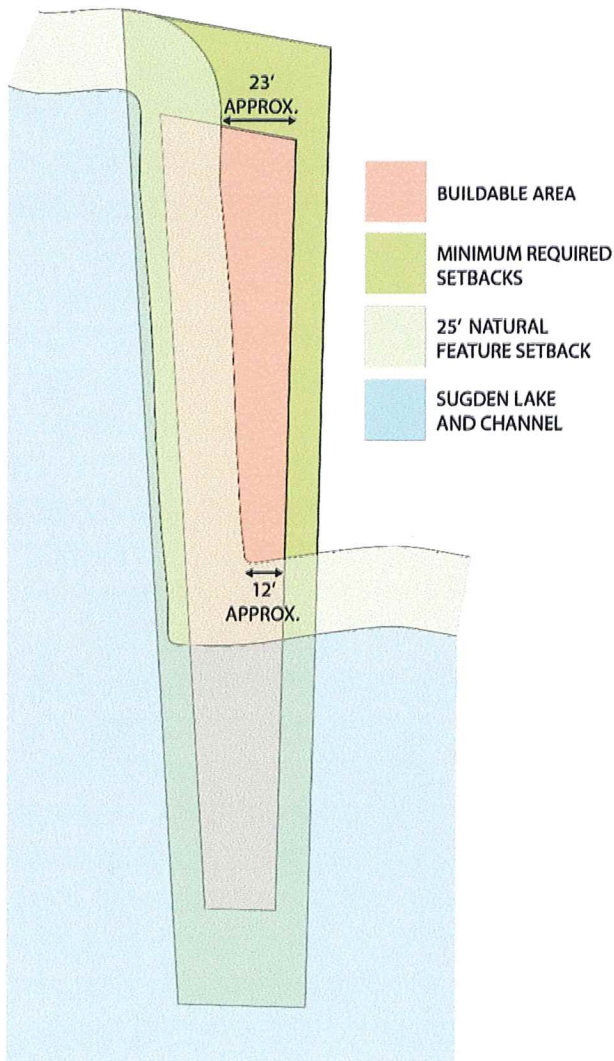 23'
APPROX.
BUILDABLE AREA
MINIMUM REQUIRED
SETBACKS
25' NATURAL
FEATURE SETBACK
SUGDEN LAKE
AND CHANNEL
12'
APPROX.